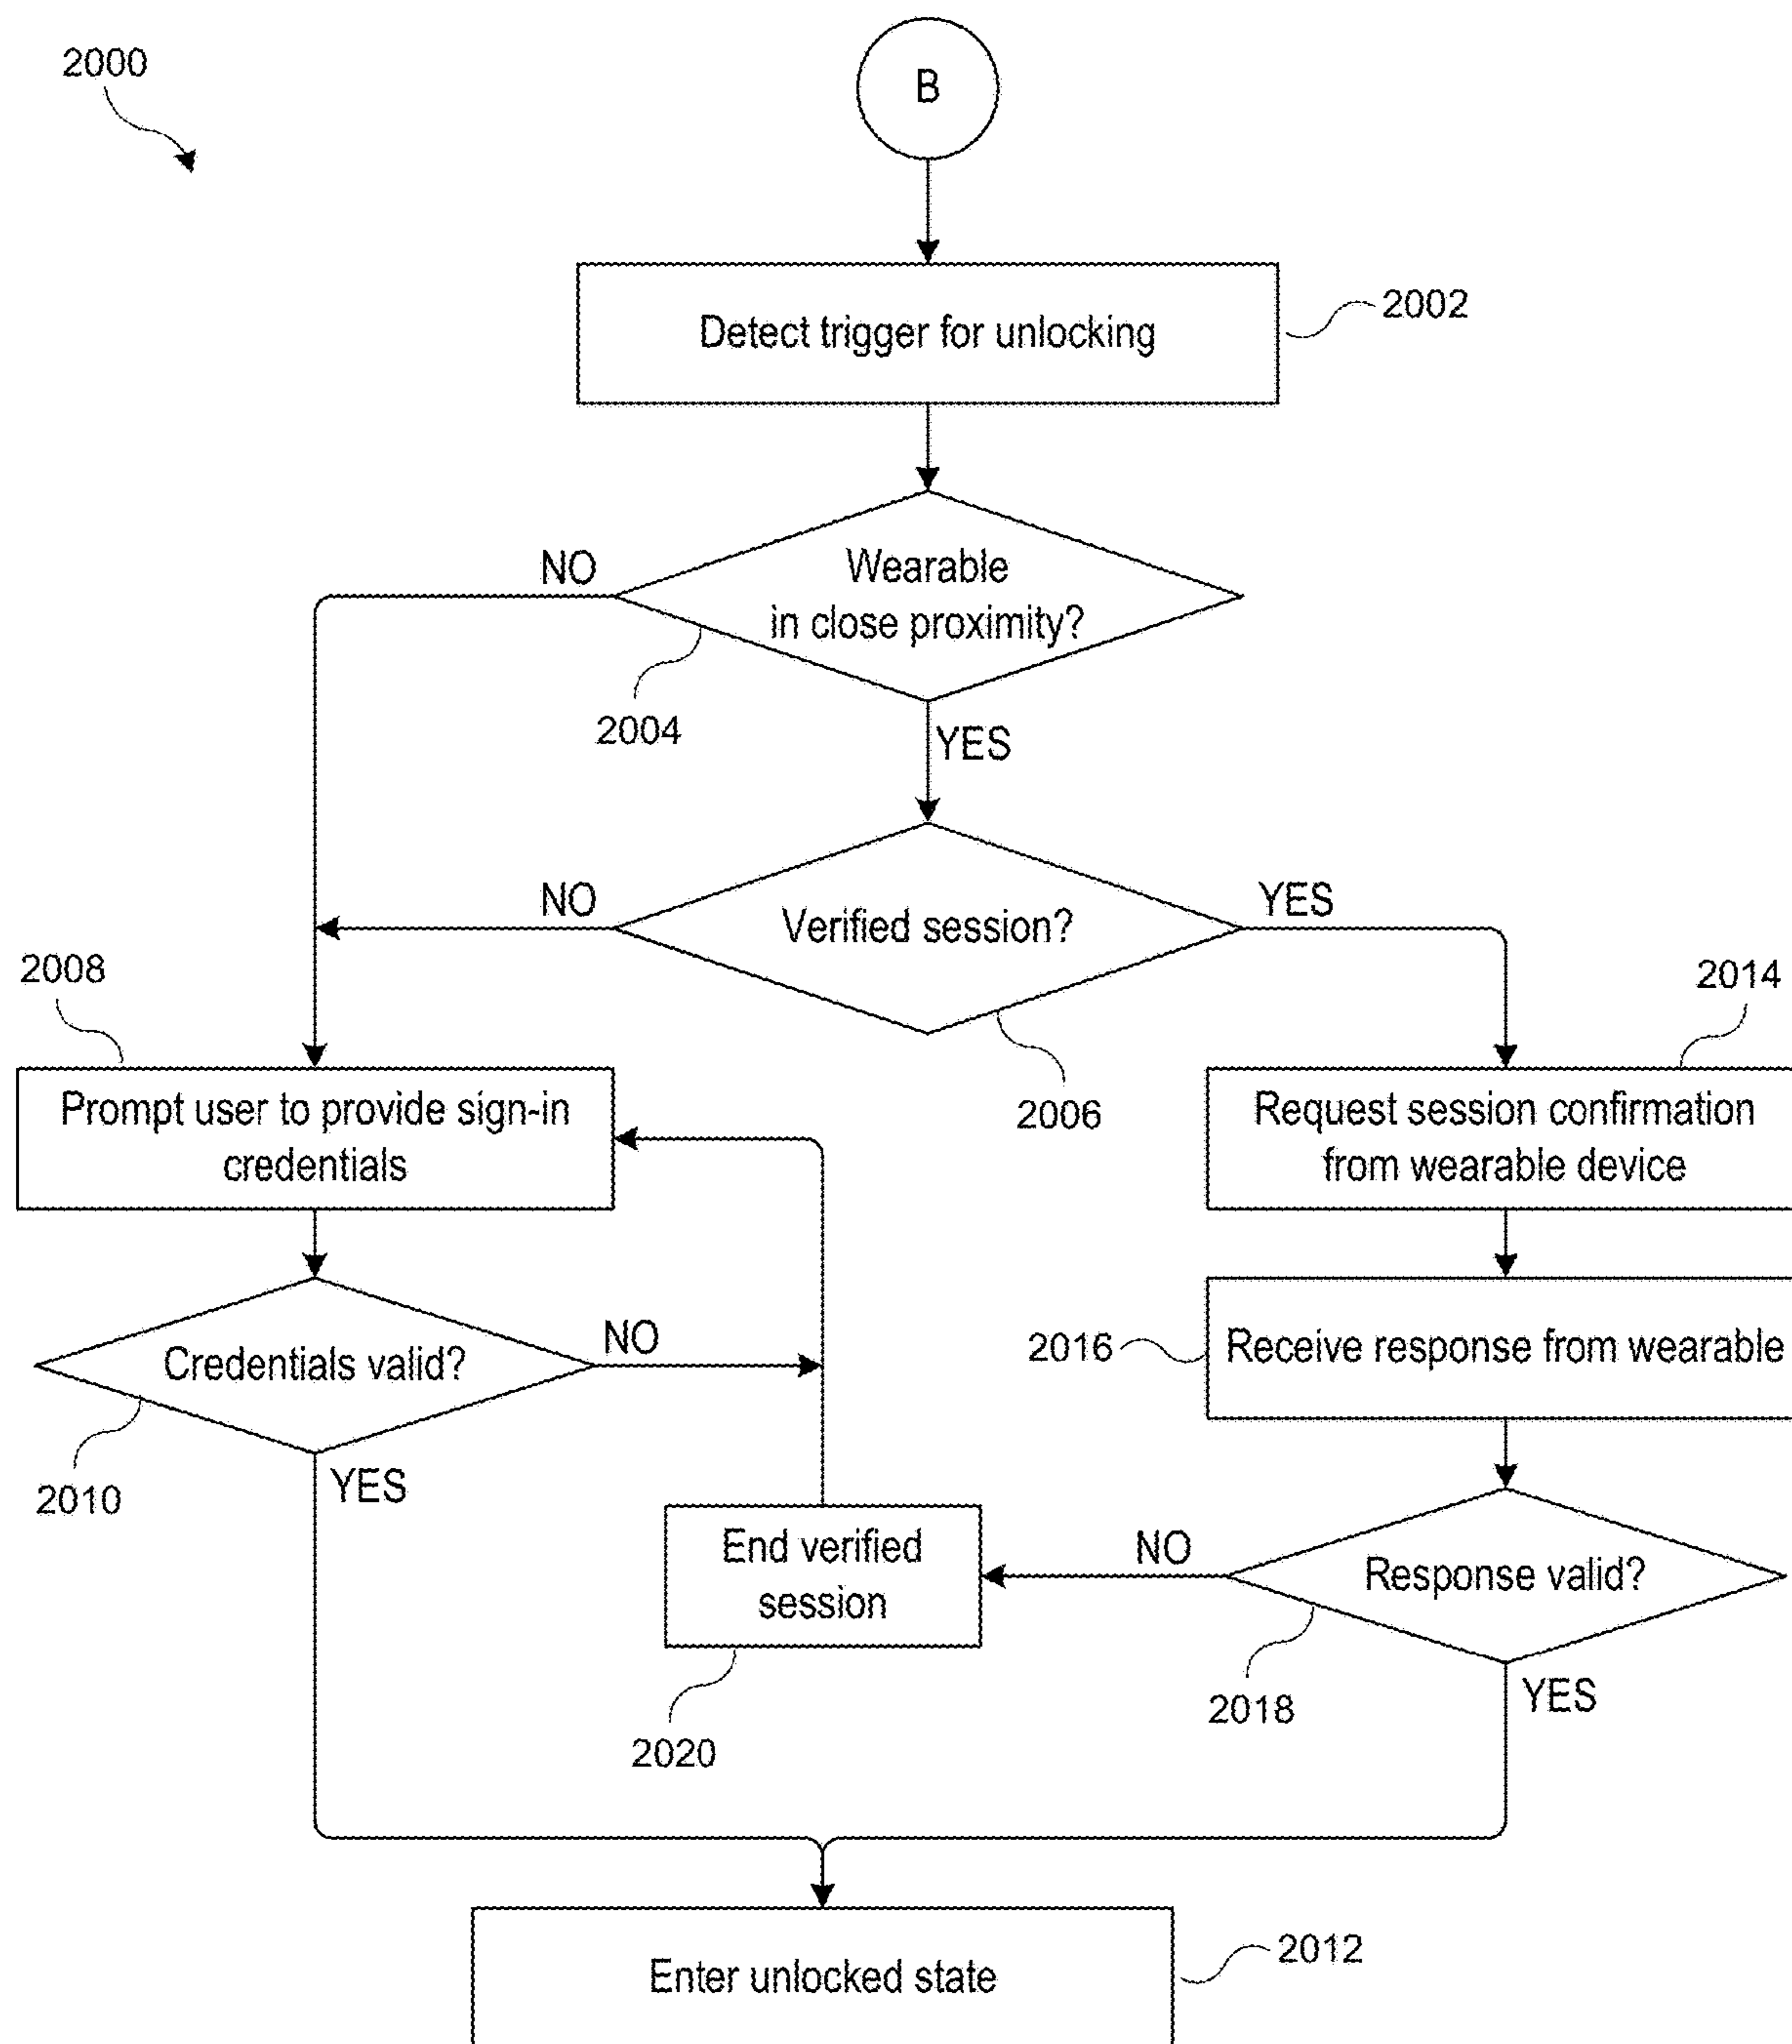 2000
B
Detect trigger for unlocking
2002
NO
Wearable
in close proximity?
2004
YES
NO
Verified session?
YES
2008
2014
2006
Prompt user to provide sign-in
credentials
Request session confirmation
from wearable device
Credentials valid?
NO
2016
Receive response from wearable
2010
YES
End verified
session
NO
Response valid?
2020
2018
YES
Enter unlocked state
2012